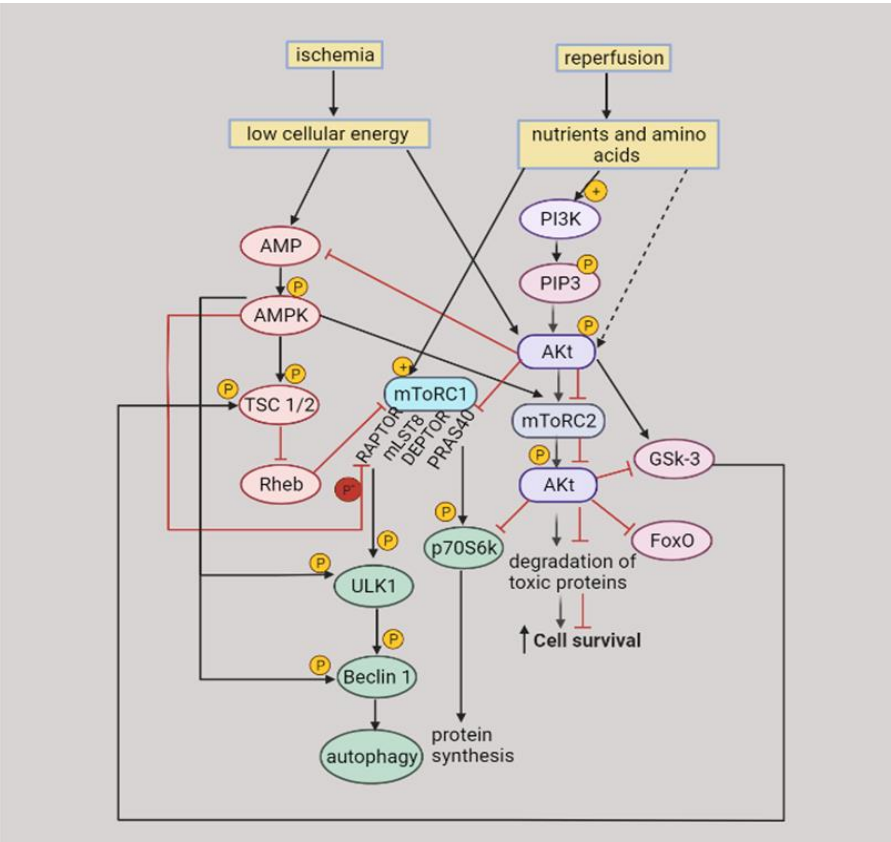 ischemia
reperfusion
low cellular energy
nutrients and amino
acids
+
PI3K
P
PIP3
AMP
P
AMPK
P
AKt
P
P
TSC 1/2
+
mToRC1
mToRC2
RAPTOR
mLST8
DEPTOR
PRAS40
P
GSk-3
Rheb
P-
AKt
P
p70S6k
FoxO
P
degradation of
toxic proteins
P
ULK1
↑ Cell survival
P
P
Beclin 1
autophagy
protein
synthesis